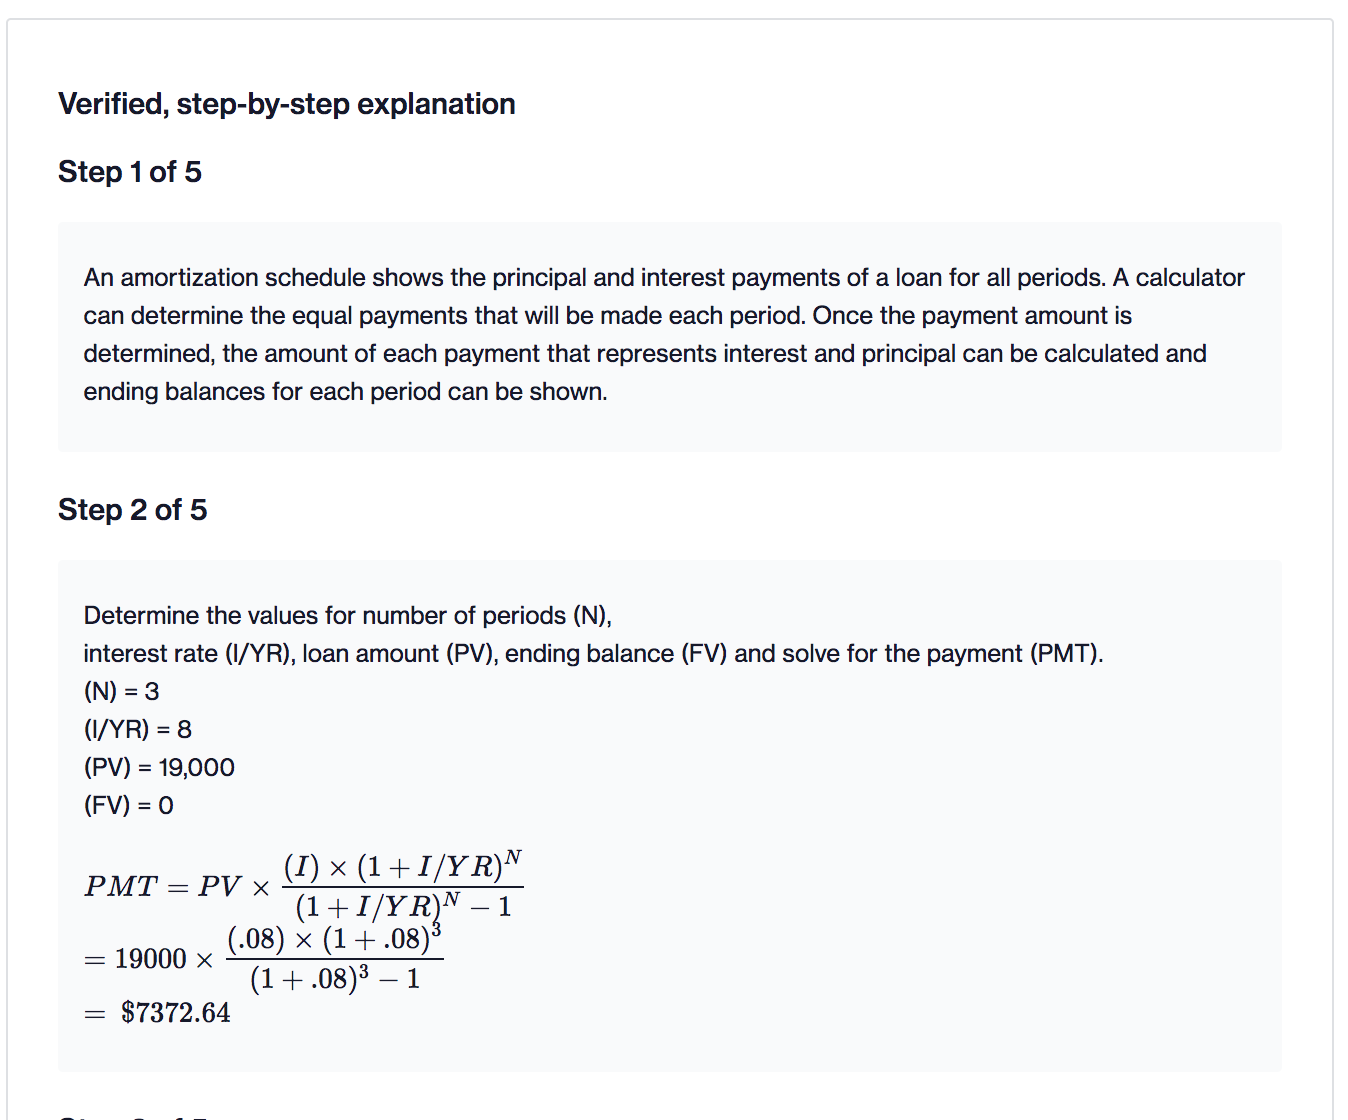 Verified, step-by-step explanation
Step 1 of 5
An amortization schedule shows the principal and interest payments of a loan for all periods. A calculator
can determine the equal payments that will be made each period. Once the payment amount is
determined, the amount of each payment that represents interest and principal can be calculated and
ending balances for each period can be shown.
Step 2 of 5
Determine the values for number of periods (N),
interest rate (I/YR), loan amount (PV), ending balance (FV) and solve for the payment (PMT).
(N) = 3
(I/YR) = 8
(PV) = 19,000
(FV) = 0
PMT = PV × \frac{(I) × (1 + I/YR)^N}{(1 + I/YR)^N − 1}
= 19000 × \frac{(.08) × (1 + .08)^3}{(1 + .08)^3 − 1}
= $7372.64